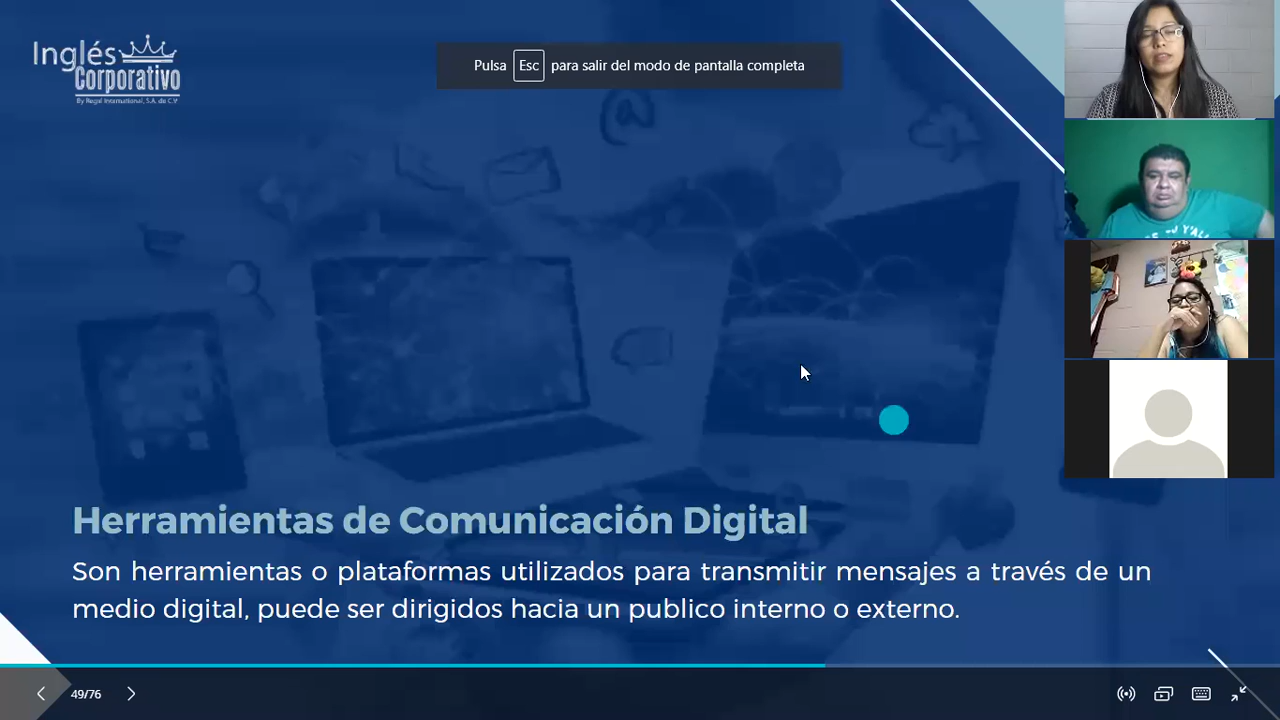 Inglés
Corporativo
By Regal International, S.A. de C.V
Pulsa Esc para salir del modo de pantalla completa
Herramientas de Comunicación Digital
Son herramientas o plataformas utilizados para transmitir mensajes a través de un
medio digital, puede ser dirigidos hacia un publico interno o externo.
49/76